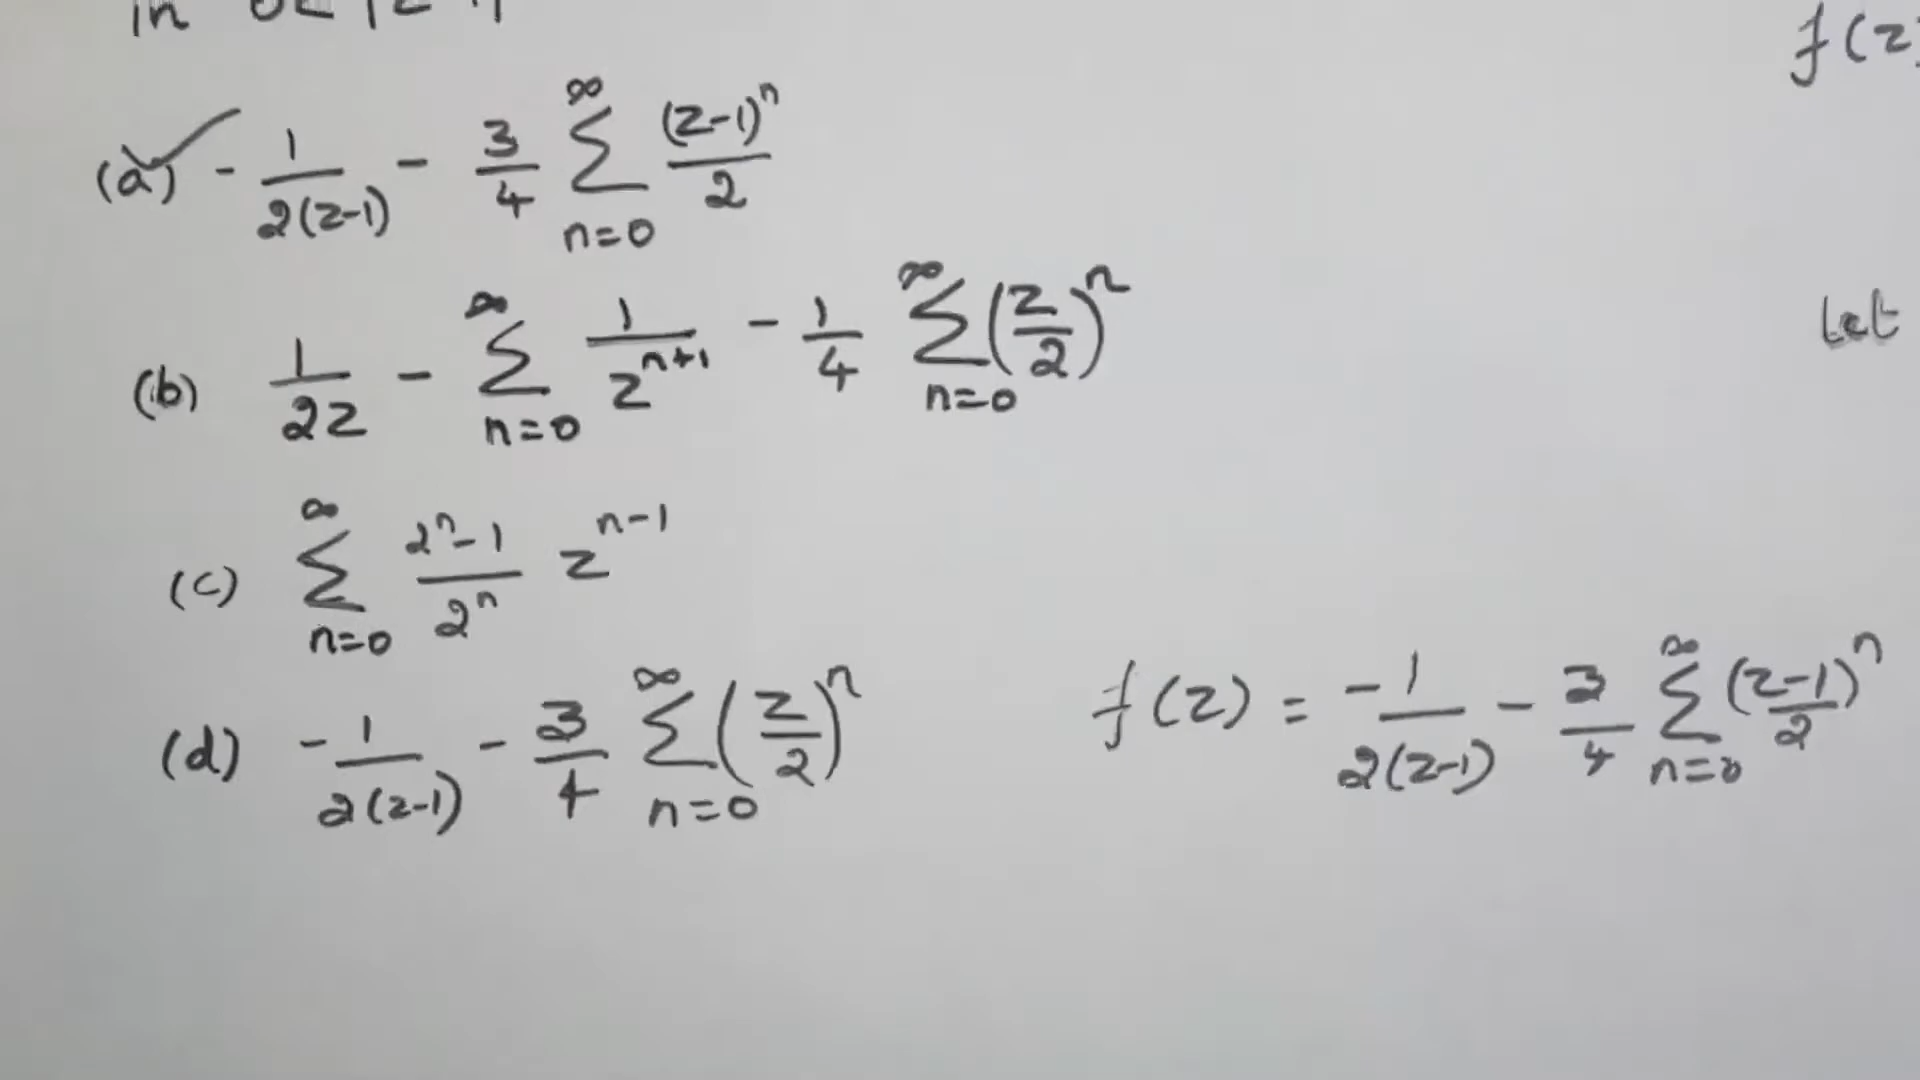 in 0<|z-1
(a) - 1/2(z-1) - 3/4 ∑_{n=0}^{∞} (z-1)^n/2
(b) 1/2z - ∑_{n=0}^{∞} 1/z^{n+1} - 1/4 ∑_{n=0}^{∞} (z/2)^n
(c) ∑_{n=0}^{∞} (2^n-1)/2^n z^{n-1}
(d) -1/2(z-1) - 3/4 ∑_{n=0}^{∞} (z/2)^n
f(z)
Let
f(z) = -1/2(z-1) - 3/4 ∑_{n=0}^{∞} (z-1)^n/2